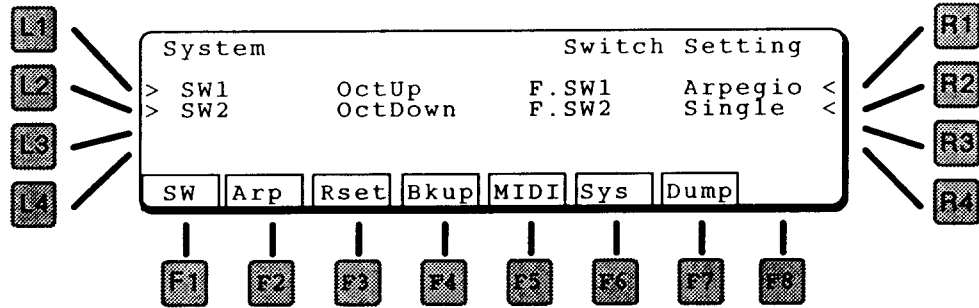 L1
L2
L3
L4
System Switch Setting
> SW1 OctUp F.SW1 Arpegio <
> SW2 OctDown F.SW2 Single <
SW Arp Rset Bkup MIDI Sys Dump
R1
R2
R3
R4
F1 F2 F3 F4 F5 F6 F7 F8